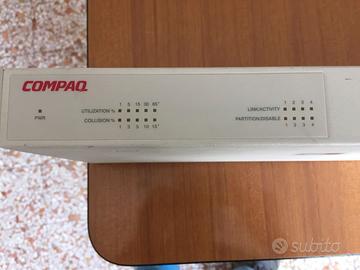 COMPAQ
PWR
1 5 15 30 65+
UTILIZATION %
COLLISION %
1 3 5 10 15+
1 2 3 4
LINK/ACTIVITY
PARTITION/DISABLE
1 2 3 4
subito